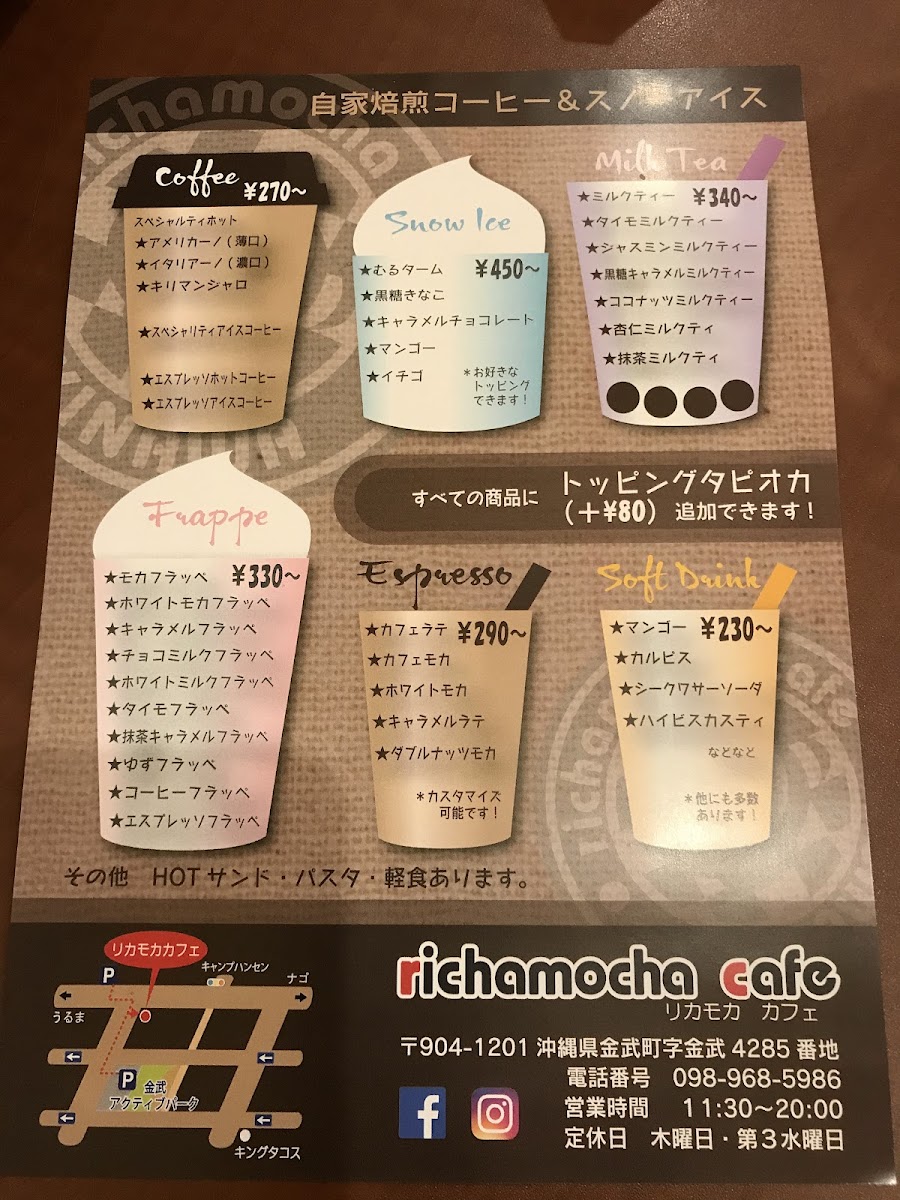 自家焙煎コーヒー&スノーアイス
Coffee
¥270〜
スペシャルティホット
★アメリカーノ(薄口)
★イタリアーノ(濃口)
★キリマンジャロ
★スペシャリティアイスコーヒー
★エスプレッソホットコーヒー
★エスプレッソアイスコーヒー
Snow Ice
★むるターム ¥450〜
★黒糖きなこ
★キャラメルチョコレート
★マンゴー
★イチゴ
*お好きな
トッピング
できます!
Milk Tea
★ミルクティー ¥340〜
★タイモミルクティー
★ジャスミンミルクティー
★黒糖キャラメルミルクティー
★ココナッツミルクティー
★杏仁ミルクティ
★抹茶ミルクティ
すべての商品に トッピングタピオカ
(+¥80) 追加できます!
Frappe
★モカフラッペ ¥330〜
★ホワイトモカフラッペ
★キャラメルフラッペ
★チョコミルクフラッペ
★ホワイトミルクフラッペ
★タイモフラッペ
★抹茶キャラメルフラッペ
★ゆずフラッペ
★コーヒーフラッペ
★エスプレッソフラッペ
Espresso
★カフェラテ ¥290〜
★カフェモカ
★ホワイトモカ
★キャラメルラテ
★ダブルナッツモカ
*カスタマイズ
可能です!
Soft Drink
★マンゴー ¥230〜
★カルピス
★シークワサーソーダ
★ハイビスカスティ
などなど
*他にも多数
あります!
その他 HOTサンド・パスタ・軽食あります。
リカモカカフェ
P
キャンプハンセン
ナゴ
うるま
P 金武
アクティブパーク
キングタコス
richamocha cafe
リカモカ カフェ
〒904-1201 沖縄県金武町字金武 4285 番地
電話番号 098-968-5986
営業時間 11:30〜20:00
定休日 木曜日・第3水曜日